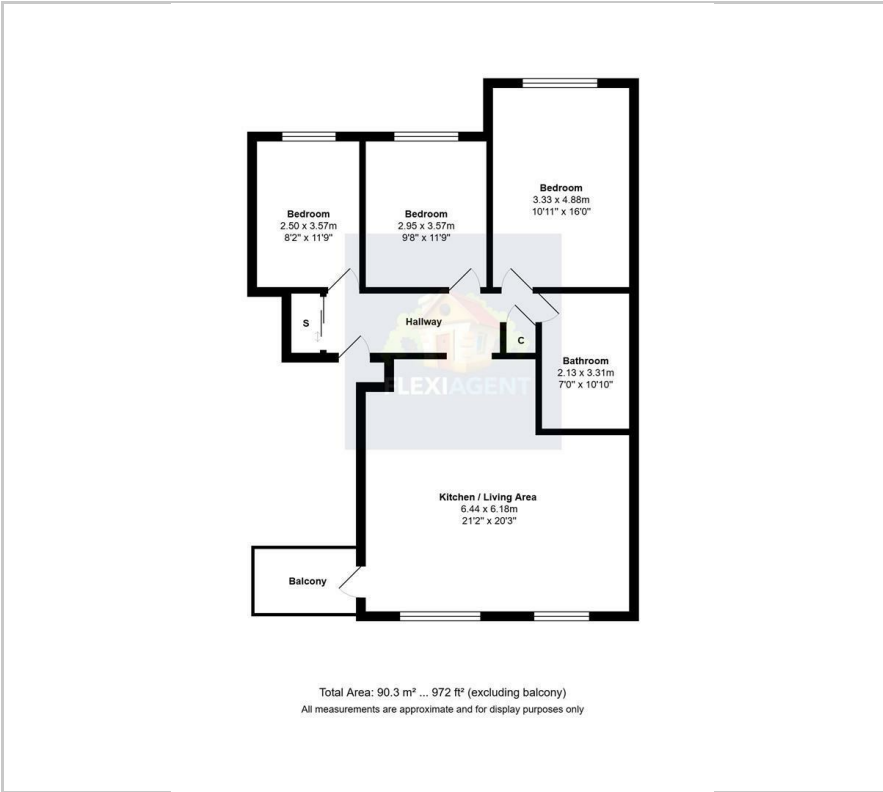 Bedroom
3.33 x 4.88m
10'11" x 16'0"
Bedroom
2.50 x 3.57m
8'2" x 11'9"
Bedroom
2.95 x 3.57m
9'8" x 11'9"
S
Hallway
C
Bathroom
2.13 x 3.31m
7'0" x 10'10"
FLEXIAGENT
Kitchen / Living Area
6.44 x 6.18m
21'2" x 20'3"
Balcony
Total Area: 90.3 m² ... 972 ft² (excluding balcony)
All measurements are approximate and for display purposes only